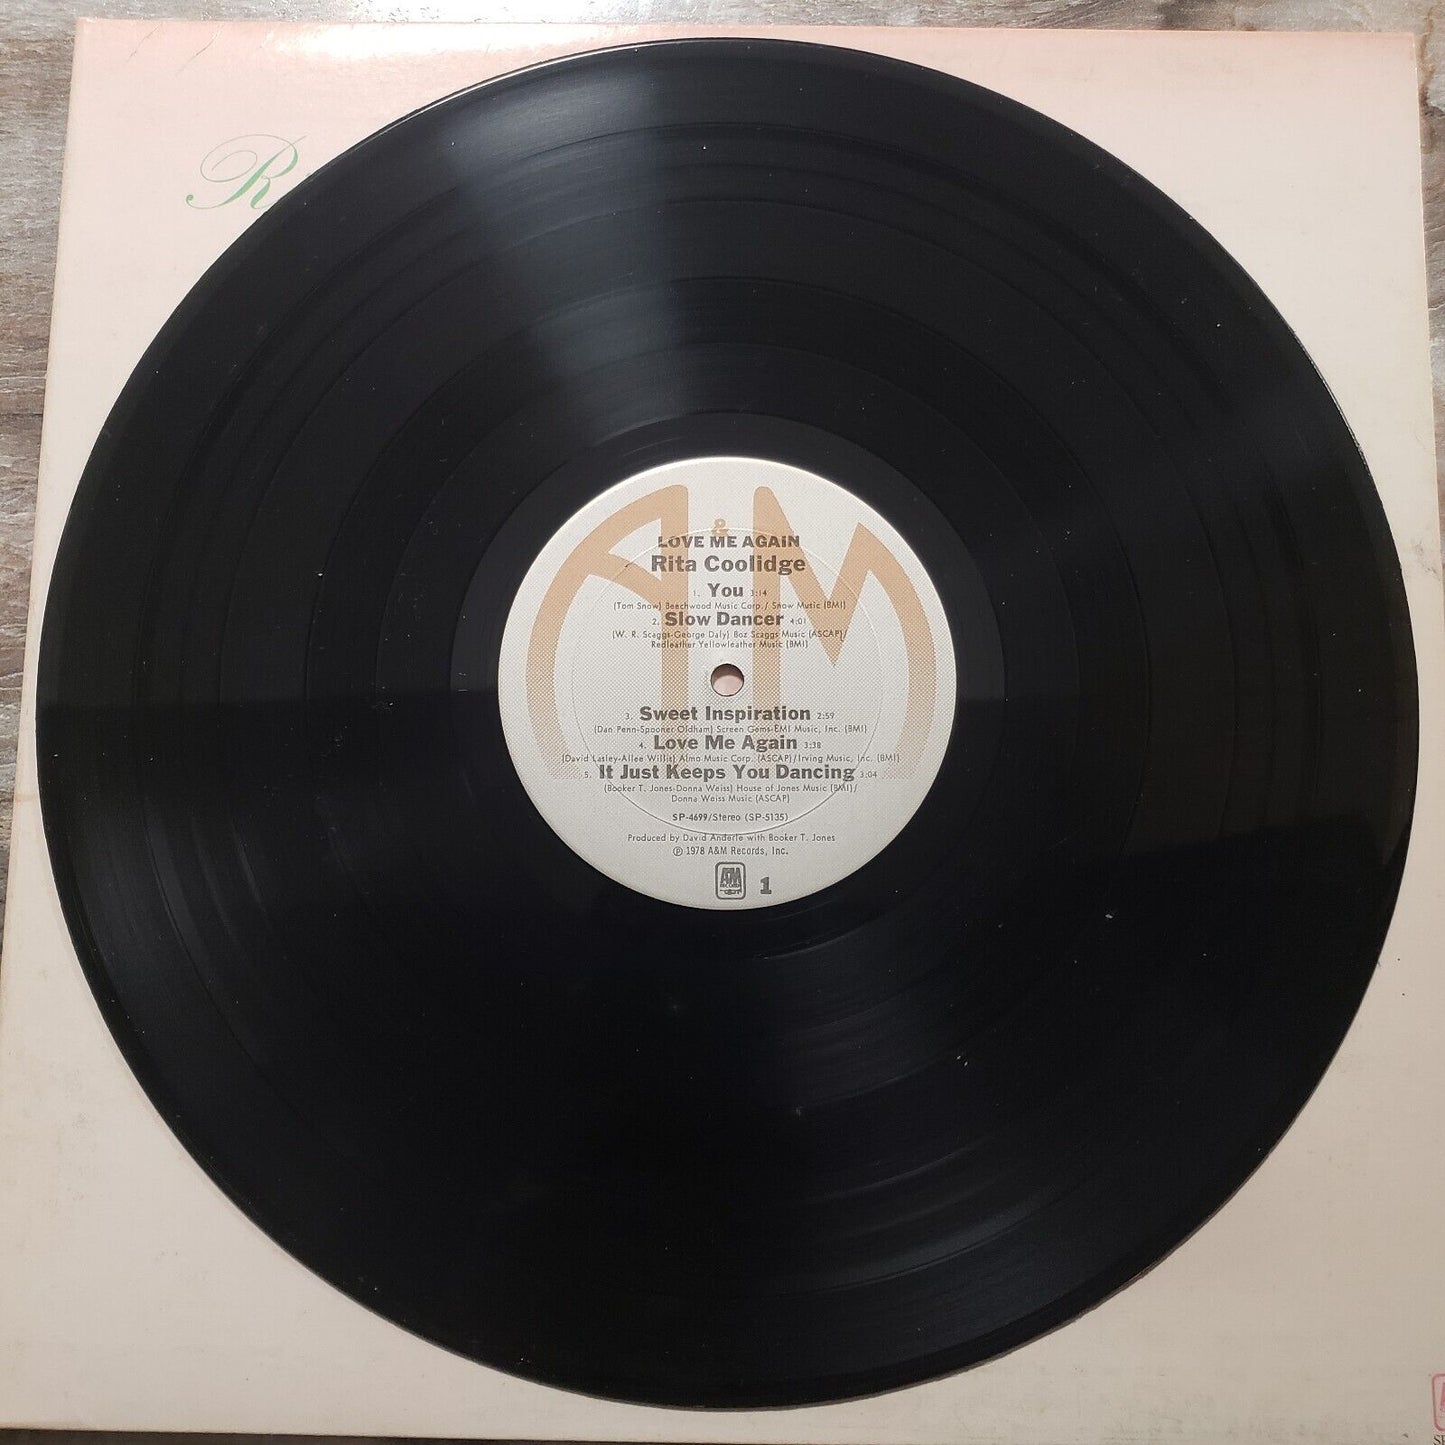 R
A&M
LOVE ME AGAIN
Rita Coolidge
1. You 3:14
(Tom Snow) Beechwood Music Corp./ Snow Music (BMI)
2. Slow Dancer 4:01
(W. R. Scaggs-George Daly) Boz Scaggs Music (ASCAP)/
Redleather Yellowleather Music (BMI)
3. Sweet Inspiration 2:59
(Dan Penn-Spooner Oldham) Screen Gems-EMI Music, Inc. (BMI)
4. Love Me Again 3:38
(David Lasley-Allee Willis) Almo Music Corp. (ASCAP)/Irving Music, Inc. (BMI)
5. It Just Keeps You Dancing 3:04
(Booker T. Jones-Donna Weiss) House of Jones Music (BMI)/
Donna Weiss Music (ASCAP)
SP-4699/Stereo (SP-5135)
Produced by David Anderle with Booker T. Jones
℗ 1978 A&M Records, Inc.
A&M RECORDS 1